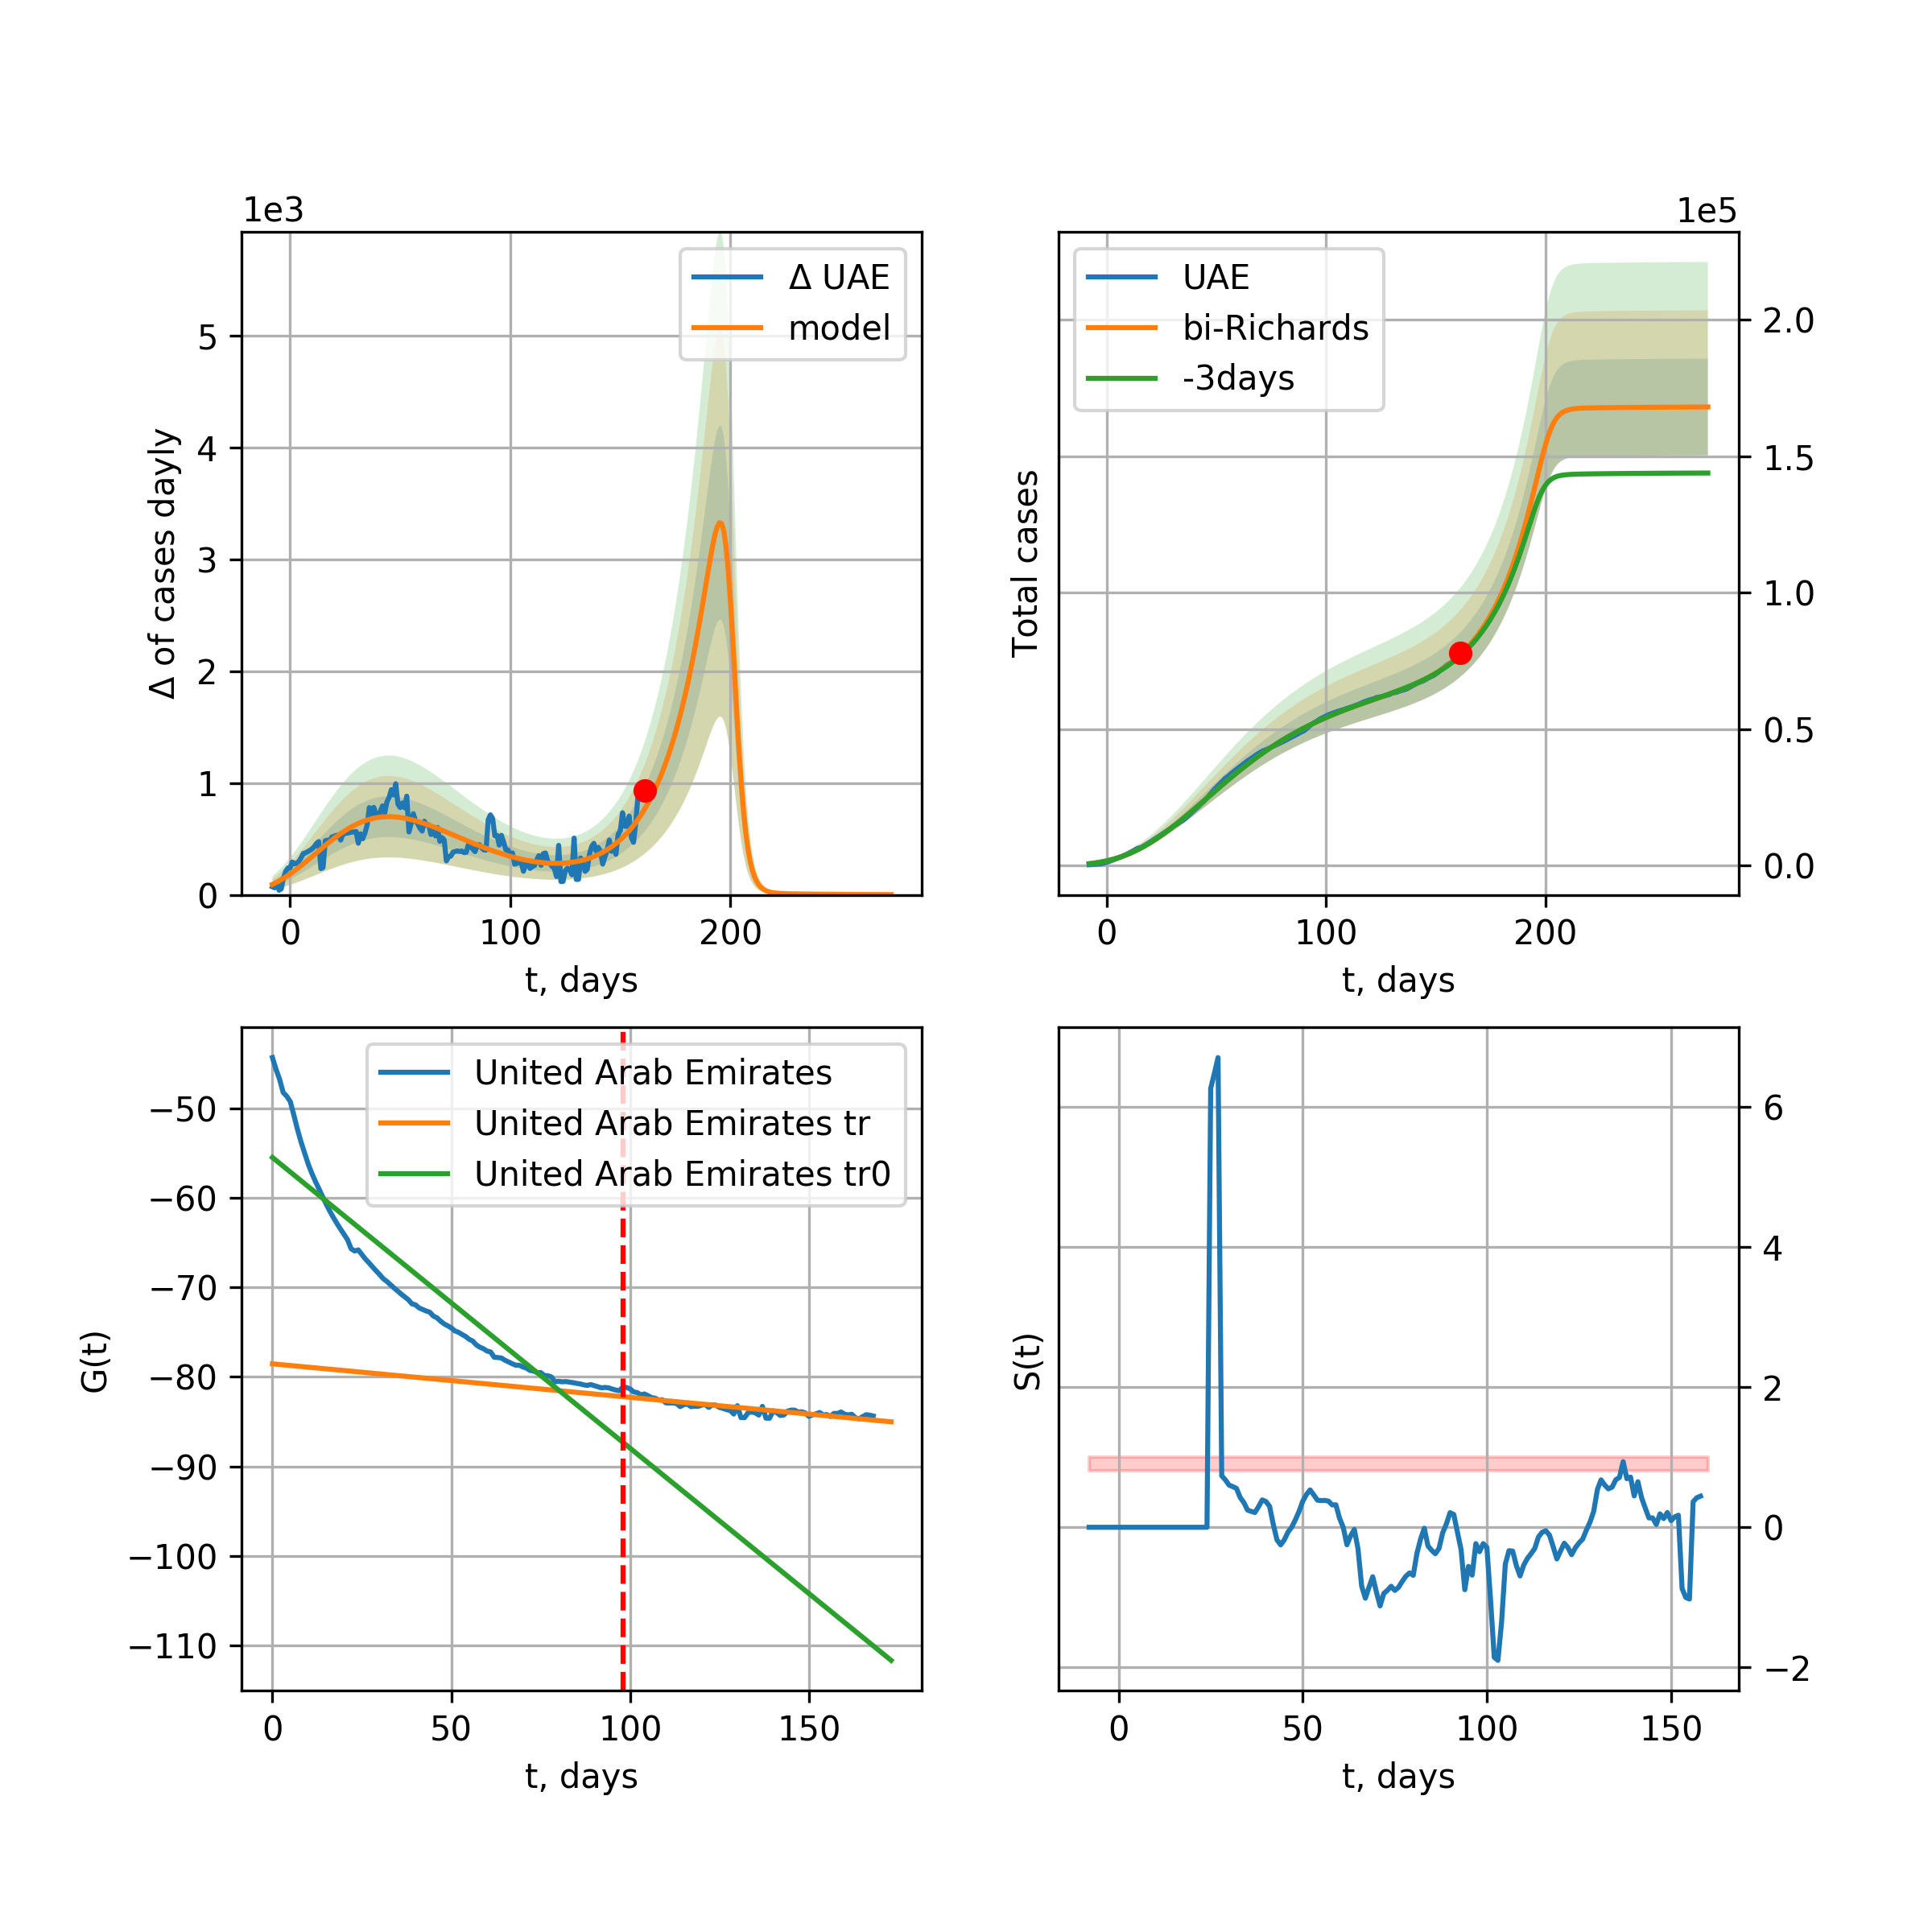 1e3
Δ of cases dayly
5
4
3
2
1
0
Δ UAE
model
0 100 200
t, days
1e5
Total cases
UAE
bi-Richards
-3days
2.0
1.5
1.0
0.5
0.0
0 100 200
t, days
G(t)
−50
−60
−70
−80
−90
−100
−110
United Arab Emirates
United Arab Emirates tr
United Arab Emirates tr0
0 50 100 150
t, days
S(t)
6
4
2
0
−2
0 50 100 150
t, days